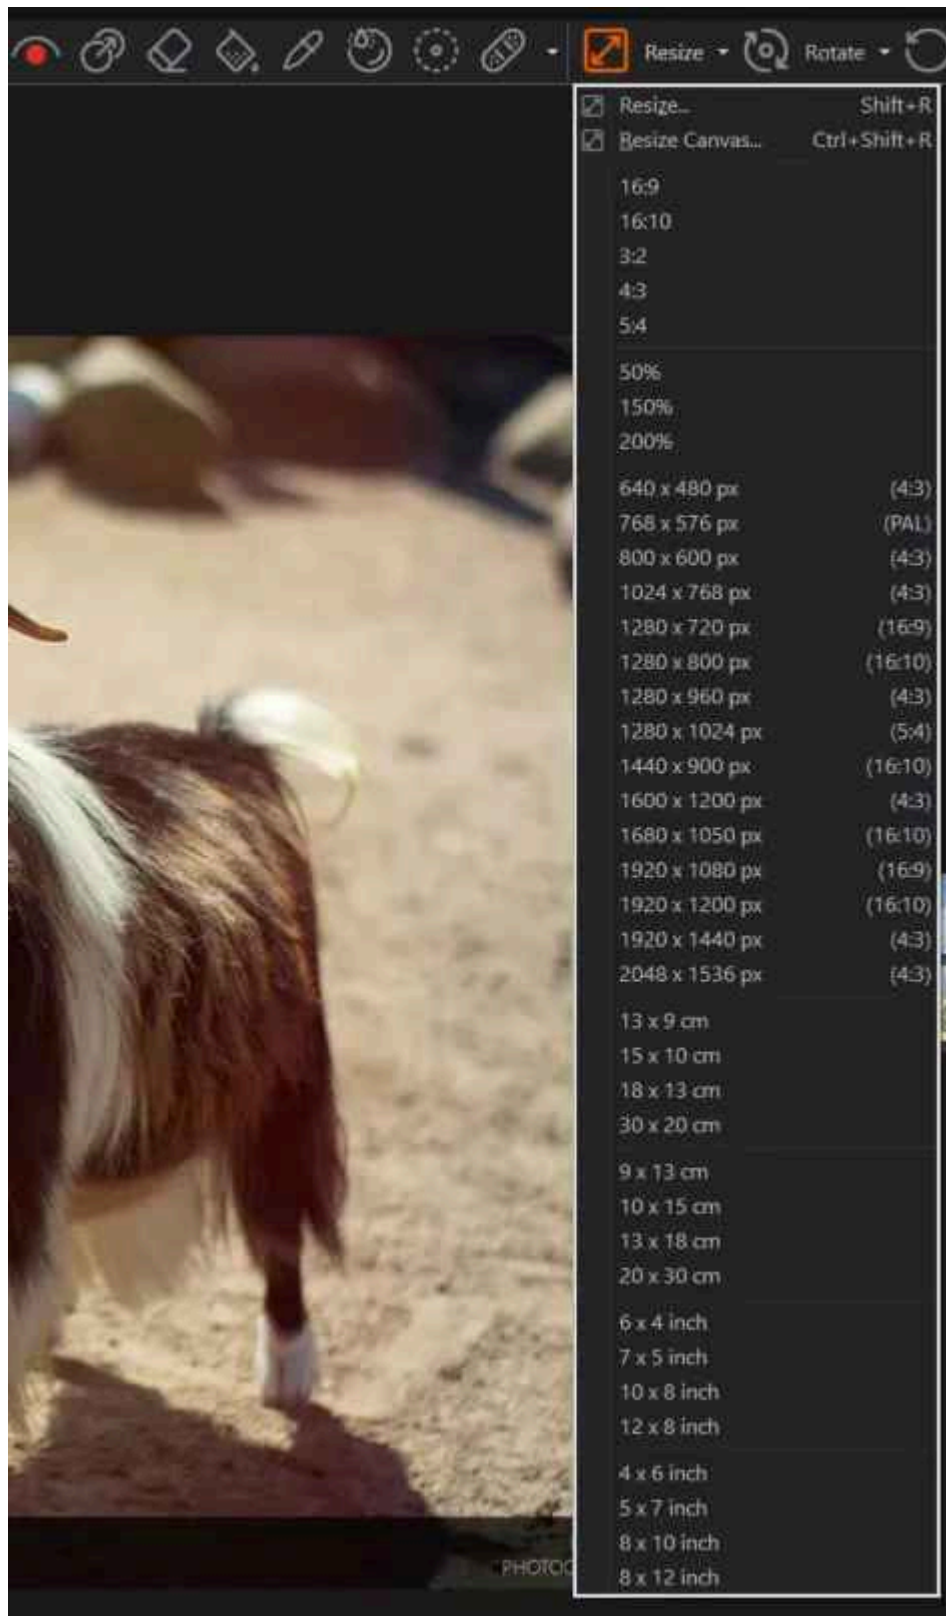 Resize
Rotate
Resize... Shift+R
Resize Canvas... Ctrl+Shift+R
16:9
16:10
3:2
4:3
5:4
50%
150%
200%
640 x 480 px (4:3)
768 x 576 px (PAL)
800 x 600 px (4:3)
1024 x 768 px (4:3)
1280 x 720 px (16:9)
1280 x 800 px (16:10)
1280 x 960 px (4:3)
1280 x 1024 px (5:4)
1440 x 900 px (16:10)
1600 x 1200 px (4:3)
1680 x 1050 px (16:10)
1920 x 1080 px (16:9)
1920 x 1200 px (16:10)
1920 x 1440 px (4:3)
2048 x 1536 px (4:3)
13 x 9 cm
15 x 10 cm
18 x 13 cm
30 x 20 cm
9 x 13 cm
10 x 15 cm
13 x 18 cm
20 x 30 cm
6 x 4 inch
7 x 5 inch
10 x 8 inch
12 x 8 inch
4 x 6 inch
5 x 7 inch
8 x 10 inch
8 x 12 inch